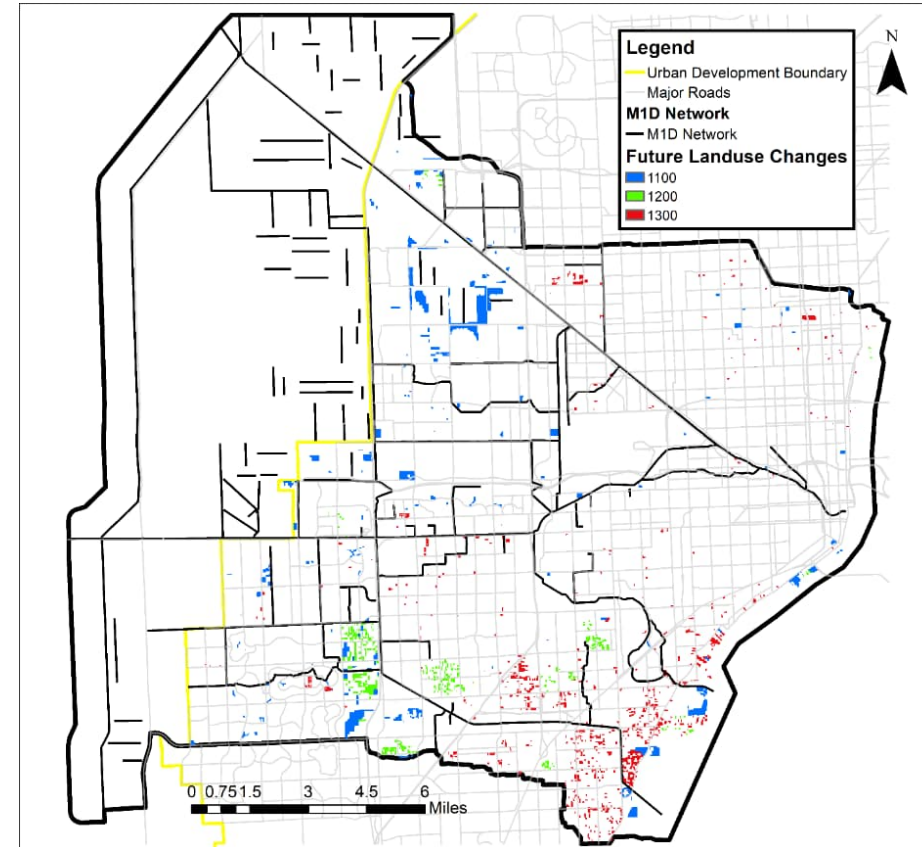 N
Legend
Urban Development Boundary
Major Roads
M1D Network
M1D Network
Future Landuse Changes
1100
1200
1300
0 0.75 1.5 3 4.5 6
Miles